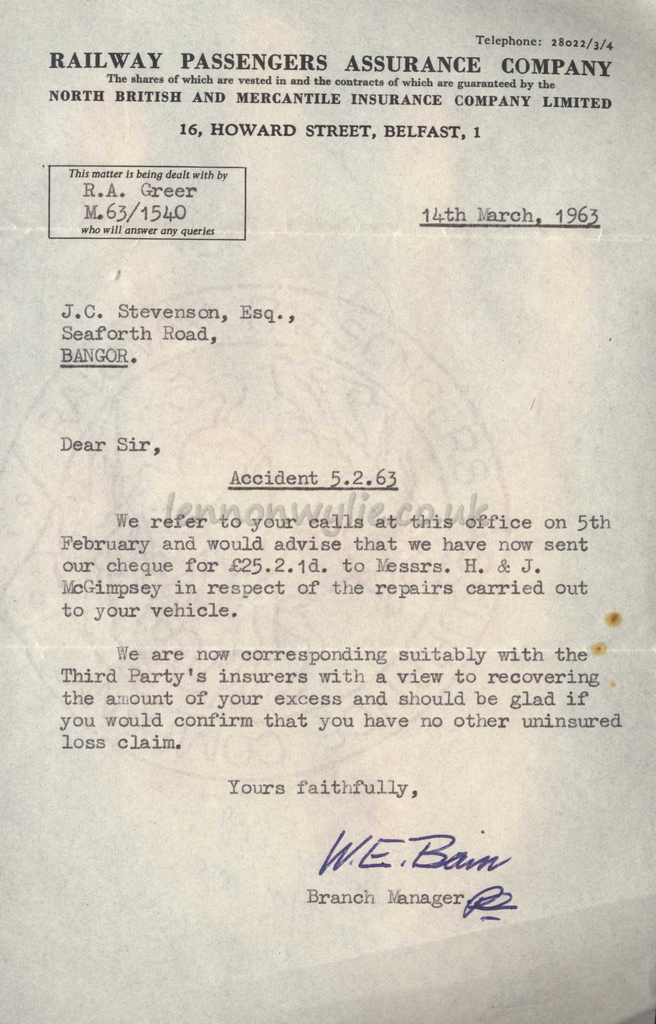 Telephone: 28022/3/4
RAILWAY PASSENGERS ASSURANCE COMPANY
The shares of which are vested in and the contracts of which are guaranteed by the
NORTH BRITISH AND MERCANTILE INSURANCE COMPANY LIMITED
16, HOWARD STREET, BELFAST, 1
This matter is being dealt with by
R.A. Greer
M.63/1540
who will answer any queries
14th March, 1963
J.C. Stevenson, Esq.,
Seaforth Road,
BANGOR.
Dear Sir,
Accident 5.2.63
lennonwylie.co.uk
We refer to your calls at this office on 5th
February and would advise that we have now sent
our cheque for £25.2.1d. to Messrs. H. & J.
McGimpsey in respect of the repairs carried out
to your vehicle.
We are now corresponding suitably with the
Third Party's insurers with a view to recovering
the amount of your excess and should be glad if
you would confirm that you have no other uninsured
loss claim.
Yours faithfully,
W.E. Bain
Branch Manager